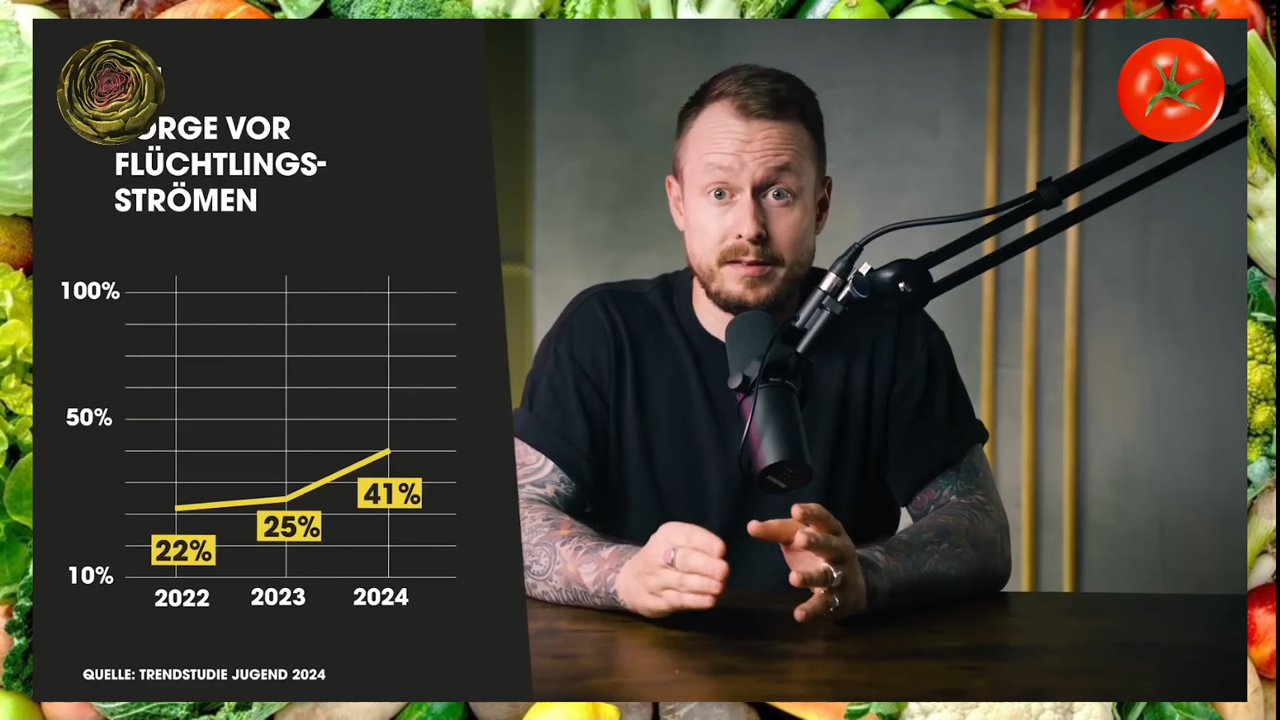 ORGE VOR
FLÜCHTLINGS-
STRÖMEN
100%
50%
10%
22%
25%
41%
2022 2023 2024
QUELLE: TRENDSTUDIE JUGEND 2024